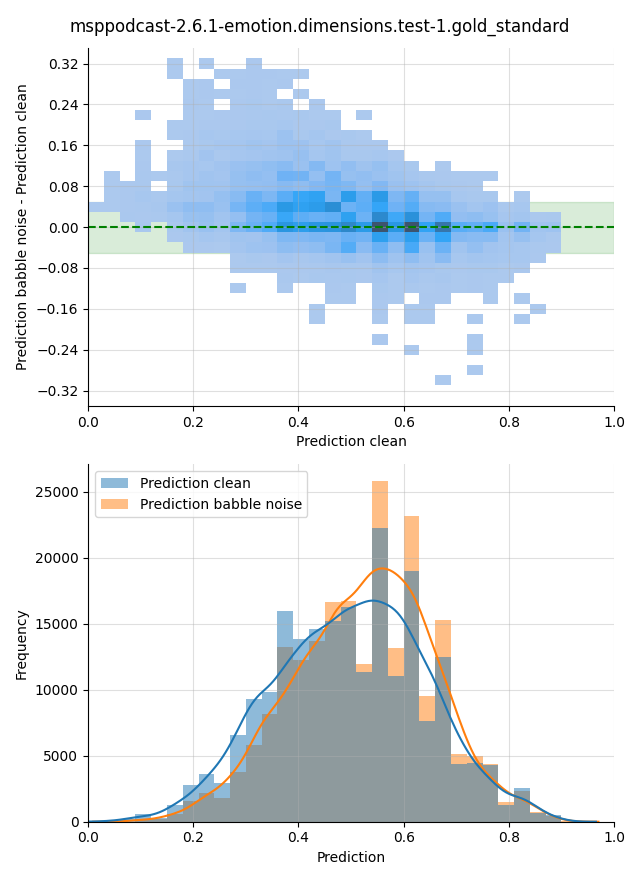 msppodcast-2.6.1-emotion.dimensions.test-1.gold_standard
Prediction babble noise - Prediction clean
0.32
0.24
0.16
0.08
0.00
−0.08
−0.16
−0.24
−0.32
0.0 0.2 0.4 0.6 0.8 1.0
Prediction clean
Prediction clean
Prediction babble noise
Frequency
25000
20000
15000
10000
5000
0
0.0 0.2 0.4 0.6 0.8 1.0
Prediction